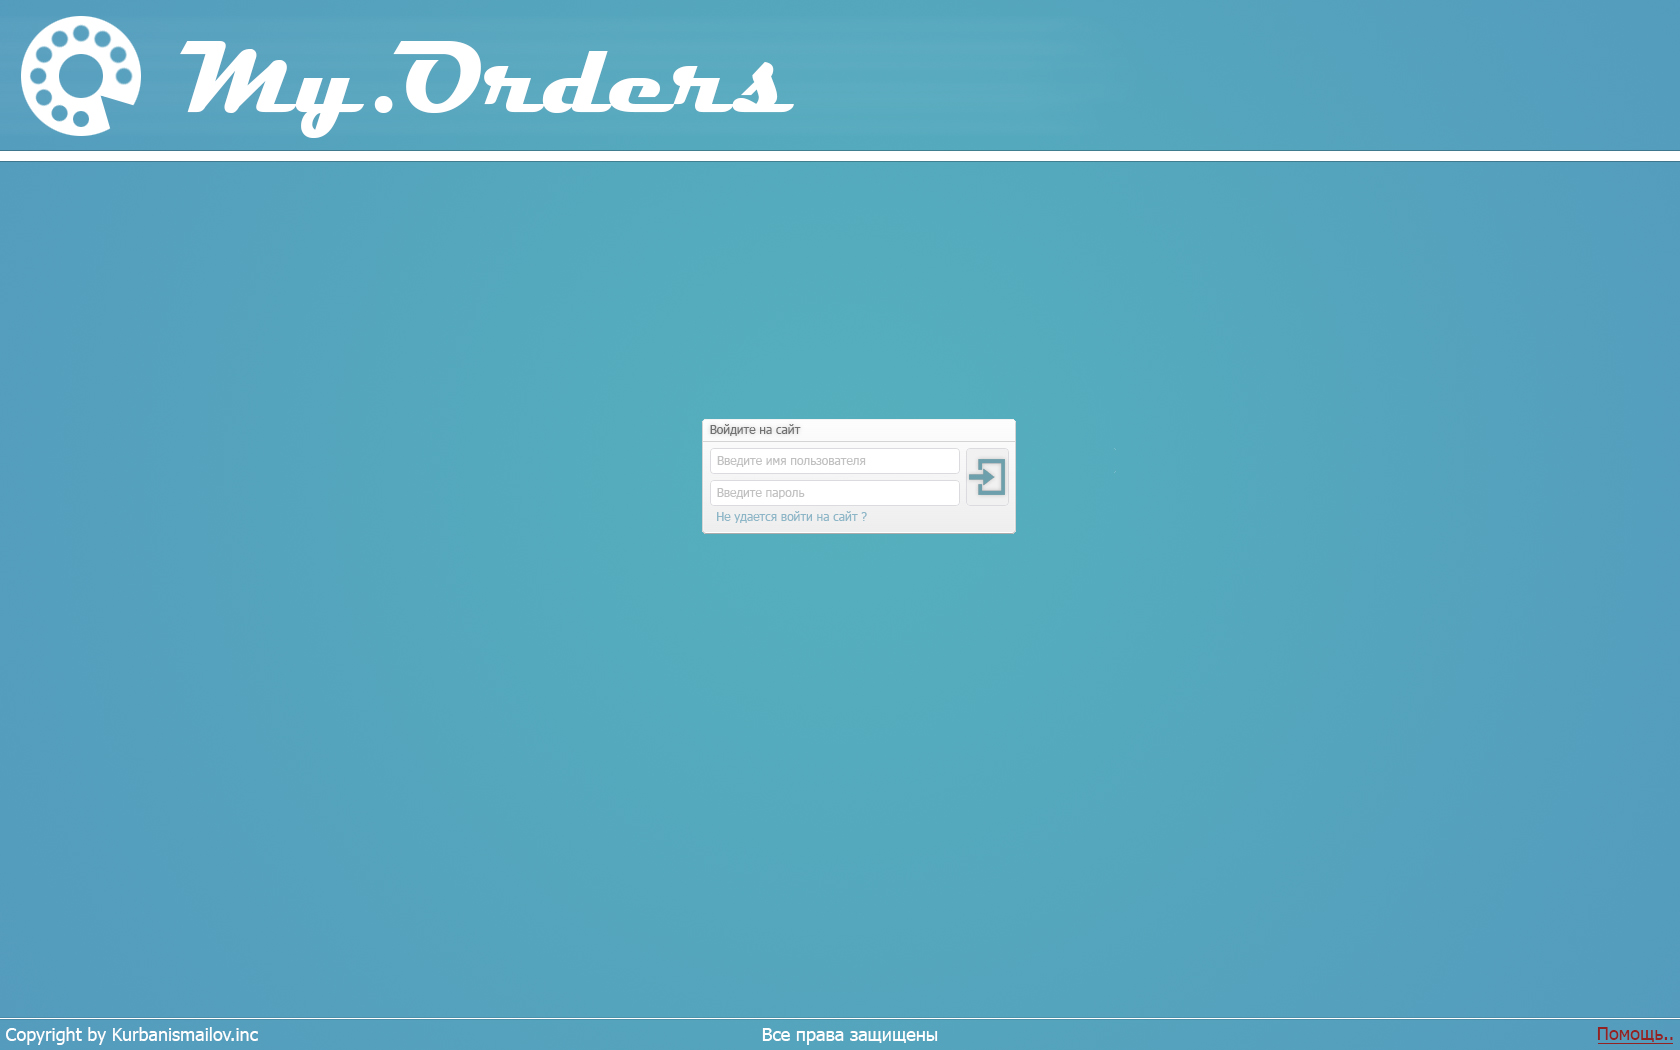 My.Orders
Войдите на сайт
Введите имя пользователя
Введите пароль
Не удается войти на сайт ?
Copyright by Kurbanismailov.inc
Все права защищены
Помощь..